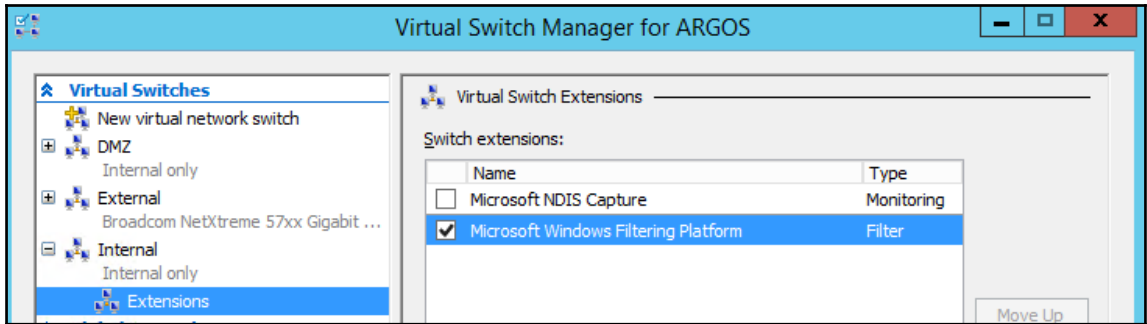 Virtual Switch Manager for ARGOS
Virtual Switches
New virtual network switch
DMZ
Internal only
External
Broadcom NetXtreme 57xx Gigabit ...
Internal
Internal only
Extensions
Virtual Switch Extensions
Switch extensions:
Name Type
Microsoft NDIS Capture Monitoring
Microsoft Windows Filtering Platform Filter
Move Up